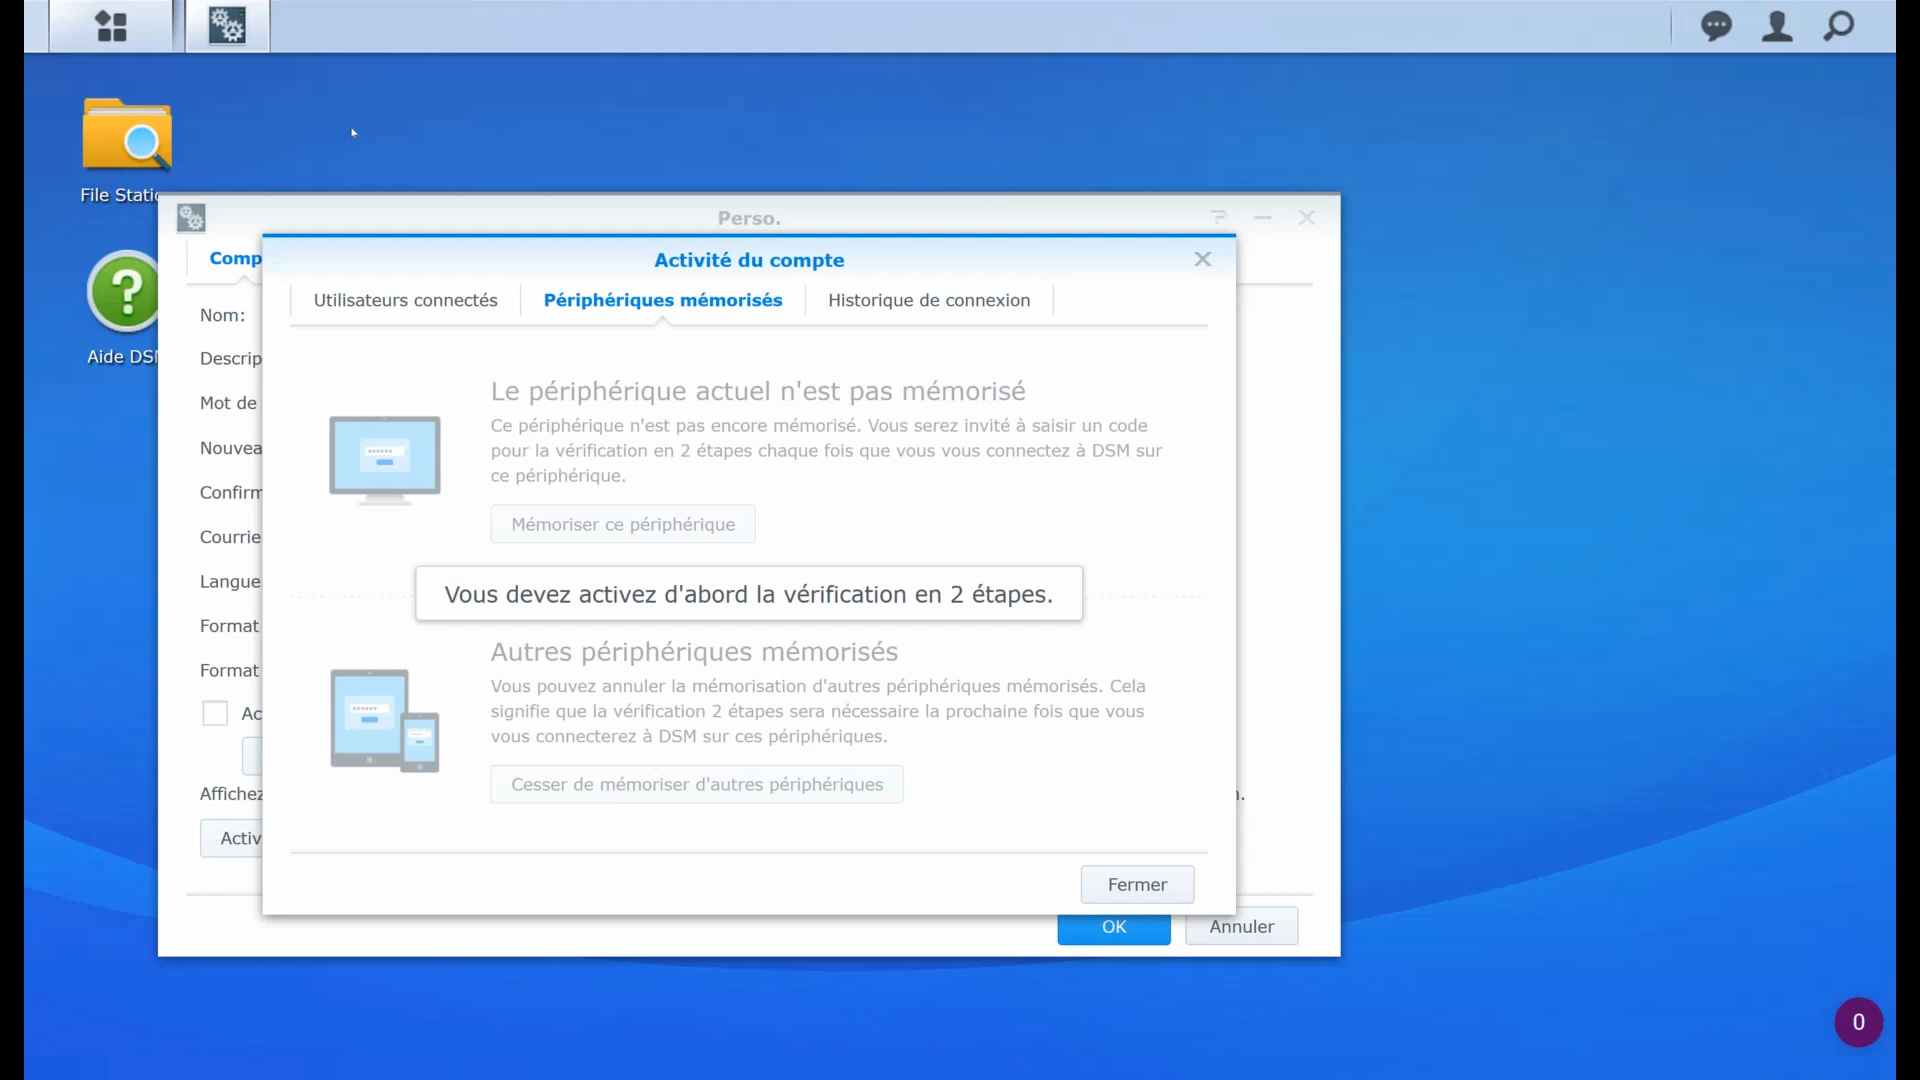 File Static
Aide DSM
Perso.
Comp
Activité du compte
Utilisateurs connectés
Périphériques mémorisés
Historique de connexion
Nom:
Descrip
Mot de
Nouvea
Confirm
Courrie
Langue
Format
Format
Ac
Affichez
Activ
Le périphérique actuel n'est pas mémorisé
Ce périphérique n'est pas encore mémorisé. Vous serez invité à saisir un code
pour la vérification en 2 étapes chaque fois que vous vous connectez à DSM sur
ce périphérique.
Mémoriser ce périphérique
Vous devez activez d'abord la vérification en 2 étapes.
Autres périphériques mémorisés
Vous pouvez annuler la mémorisation d'autres périphériques mémorisés. Cela
signifie que la vérification 2 étapes sera nécessaire la prochaine fois que vous
vous connecterez à DSM sur ces périphériques.
Cesser de mémoriser d'autres périphériques
Fermer
OK
Annuler
0